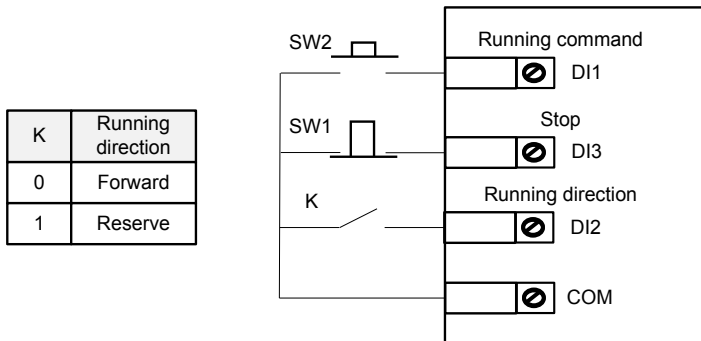 K
Running
direction
0
Forward
1
Reserve
SW2
Running command
DI1
SW1
Stop
DI3
K
Running direction
DI2
COM